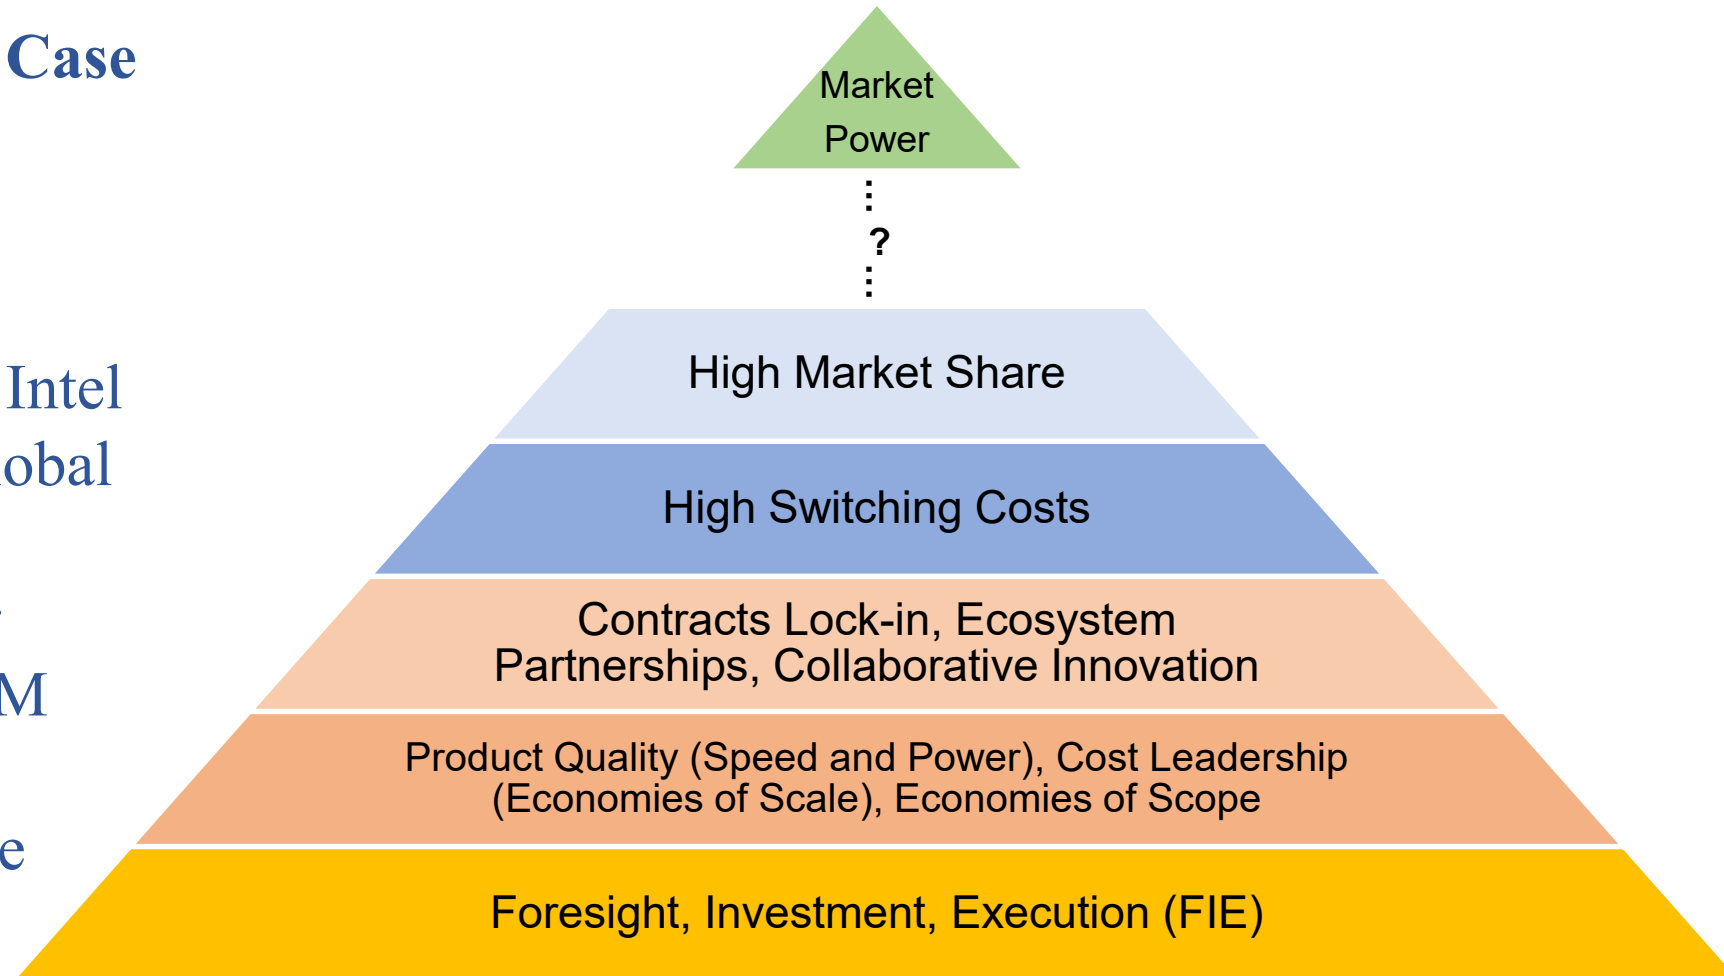 Case
Market
Power
⋮
?
⋮
High Market Share
Intel
High Switching Costs
Contracts Lock-in, Ecosystem
Partnerships, Collaborative Innovation
Product Quality (Speed and Power), Cost Leadership
(Economies of Scale), Economies of Scope
Foresight, Investment, Execution (FIE)